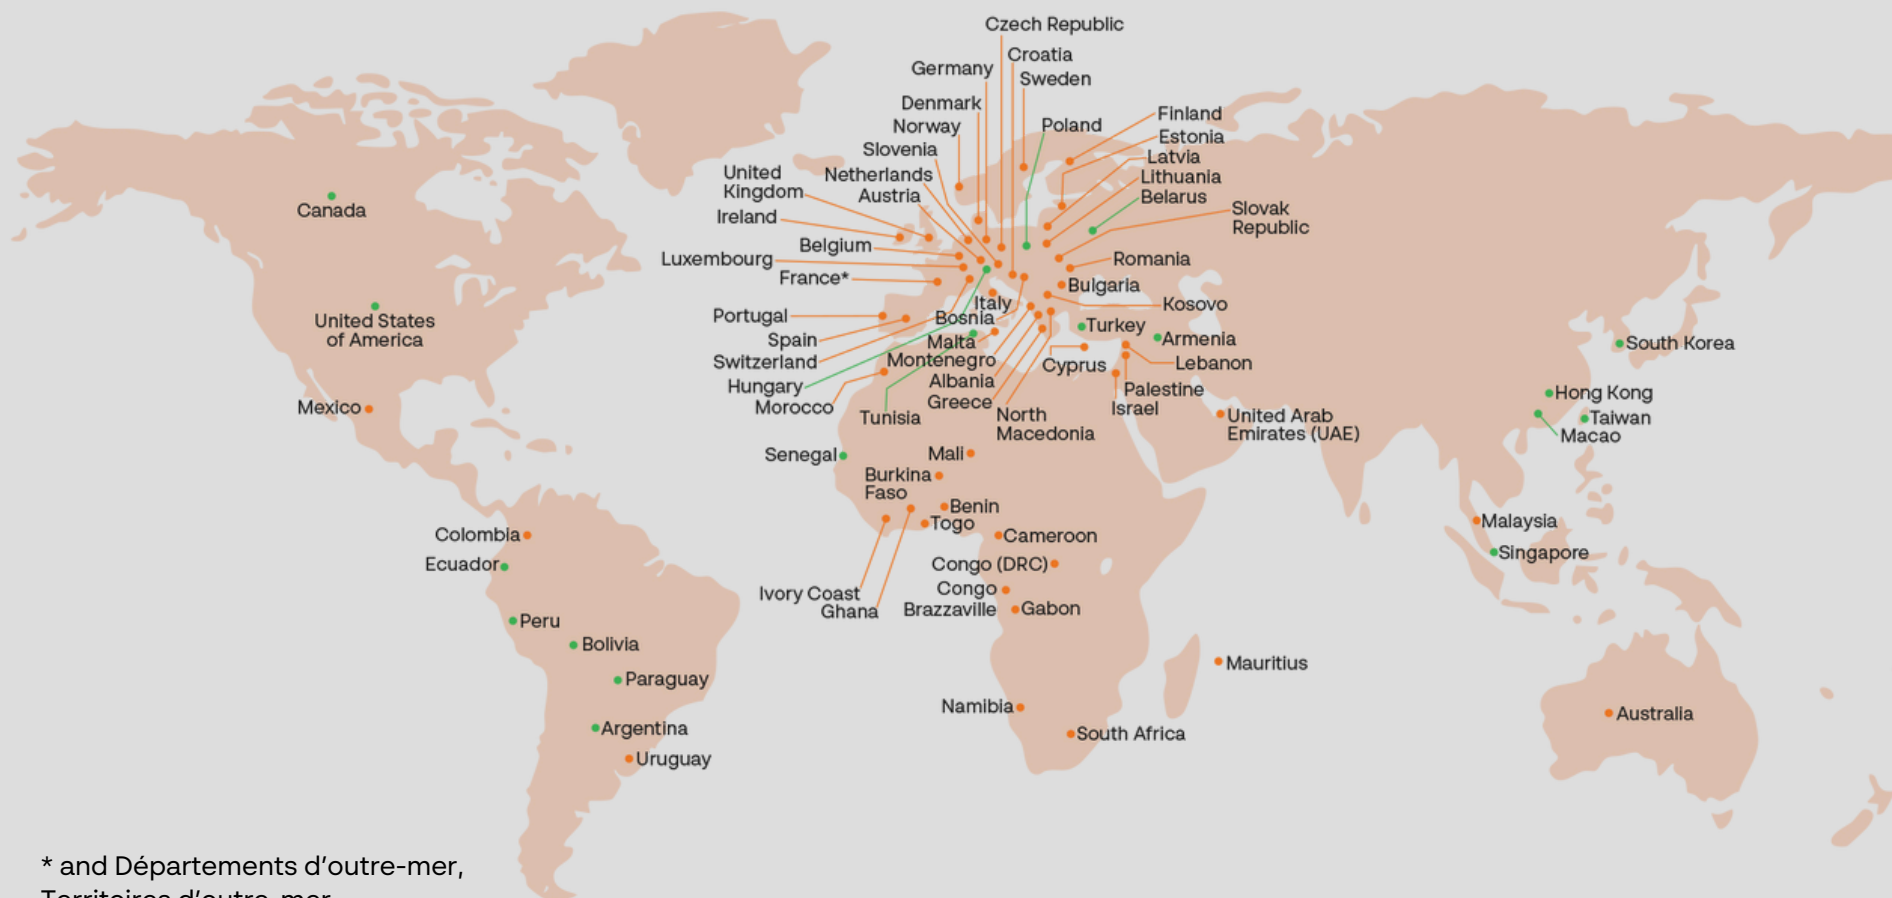 Czech Republic
Croatia
Germany
Sweden
Denmark
Finland
Norway
Poland
Estonia
Slovenia
Latvia
United
Kingdom
Netherlands
Lithuania
Austria
Belarus
Ireland
Slovak
Republic
Belgium
Luxembourg
Romania
France*
Bulgaria
Italy
Kosovo
Portugal
Bosnia
Turkey
Spain
Malta
Armenia
Switzerland
Montenegro
Cyprus
Lebanon
Hungary
Albania
Palestine
Morocco
Greece
Israel
Tunisia
North
Macedonia
United Arab
Emirates (UAE)
Canada
United States
of America
Mexico
South Korea
Hong Kong
Taiwan
Macao
Senegal
Mali
Burkina
Faso
Benin
Togo
Cameroon
Congo (DRC)
Ivory Coast
Ghana
Congo
Brazzaville
Gabon
Malaysia
Singapore
Colombia
Ecuador
Peru
Bolivia
Paraguay
Argentina
Uruguay
Mauritius
Namibia
South Africa
Australia
* and Départements d'outre-mer,
Territoires d'outre-mer